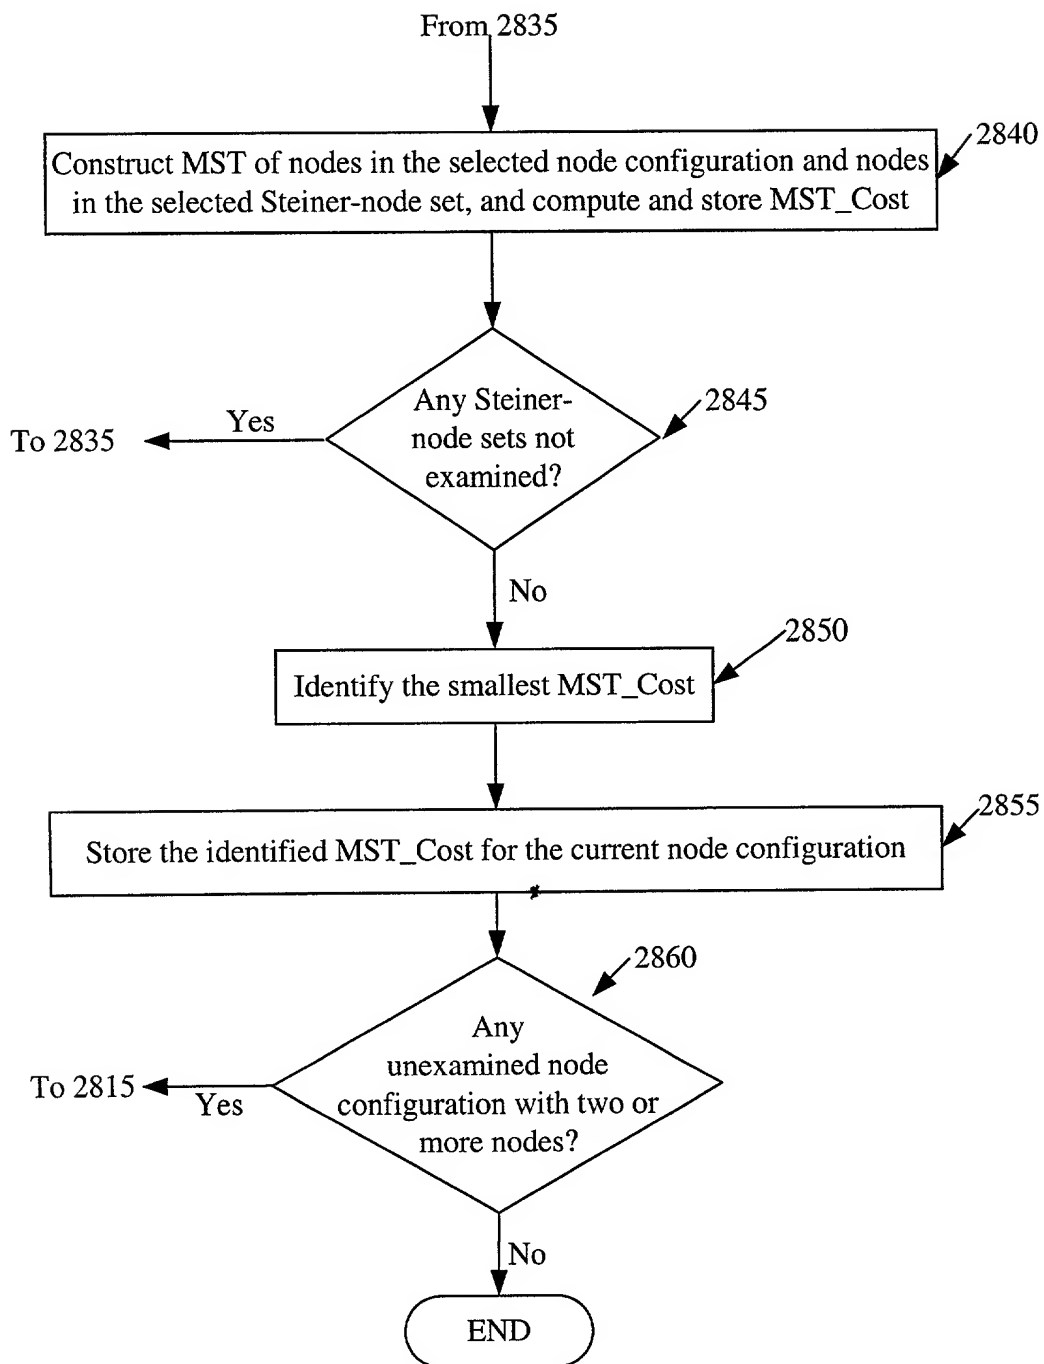 From 2835
2840
Construct MST of nodes in the selected node configuration and nodes
in the selected Steiner-node set, and compute and store MST_Cost
Any Steiner-
node sets not
examined?
2845
Yes
To 2835
No
2850
Identify the smallest MST_Cost
2855
Store the identified MST_Cost for the current node configuration
2860
Any
unexamined node
configuration with two or
more nodes?
To 2815
Yes
No
END